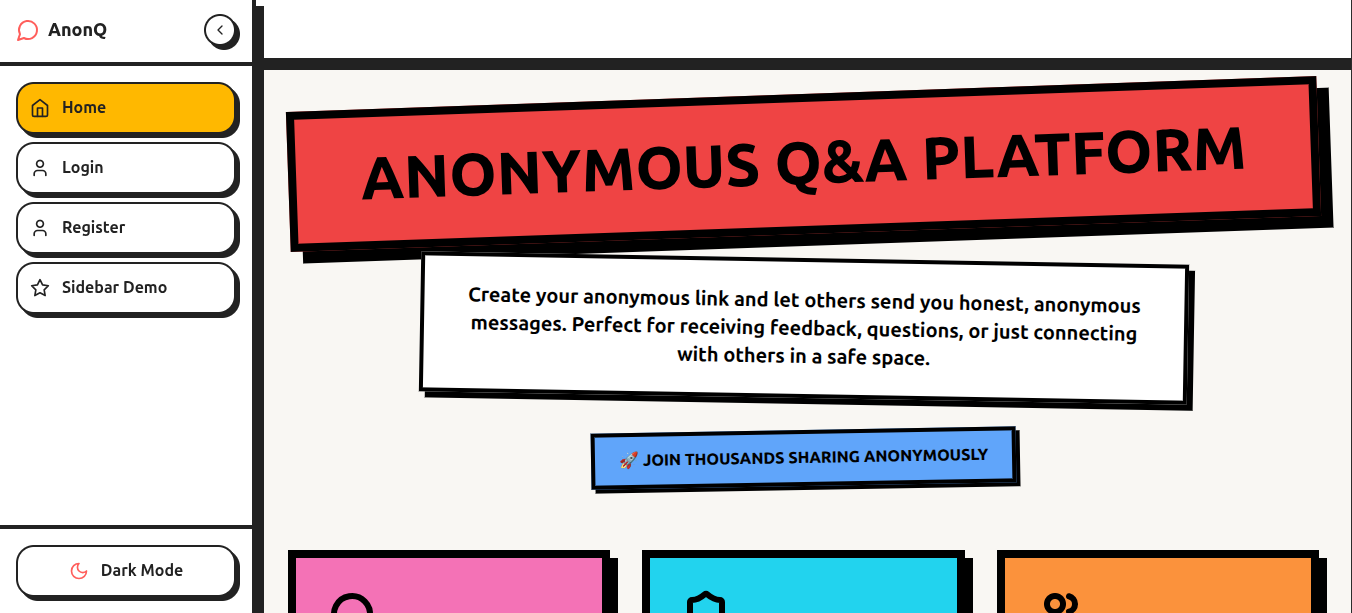 AnonQ
Home
Login
Register
Sidebar Demo
Dark Mode
ANONYMOUS Q&A PLATFORM
Create your anonymous link and let others send you honest, anonymous
messages. Perfect for receiving feedback, questions, or just connecting
with others in a safe space.
🚀 JOIN THOUSANDS SHARING ANONYMOUSLY